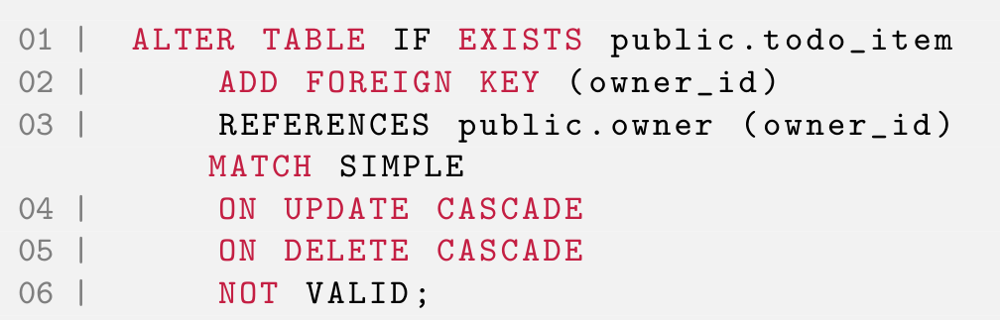 01 | ALTER TABLE IF EXISTS public.todo_item
02 | ADD FOREIGN KEY (owner_id)
03 | REFERENCES public.owner (owner_id)
MATCH SIMPLE
04 | ON UPDATE CASCADE
05 | ON DELETE CASCADE
06 | NOT VALID;